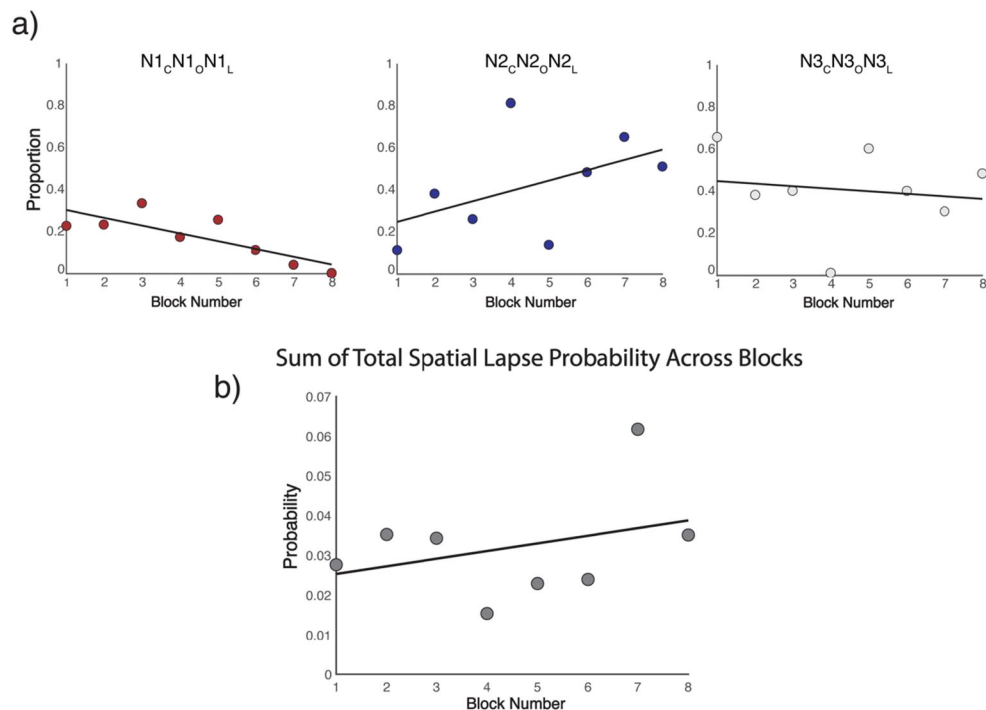 a)
N1CN1ON1L
N2CN2ON2L
N3CN3ON3L
Proportion
1
0.8
0.6
0.4
0.2
0
1 2 3 4 5 6 7 8
Block Number
1
0.8
0.6
0.4
0.2
0
1 2 3 4 5 6 7 8
Block Number
1
0.8
0.6
0.4
0.2
0
1 2 3 4 5 6 7 8
Block Number
Sum of Total Spatial Lapse Probability Across Blocks
b)
Probability
0.07
0.06
0.05
0.04
0.03
0.02
0.01
0
1 2 3 4 5 6 7 8
Block Number